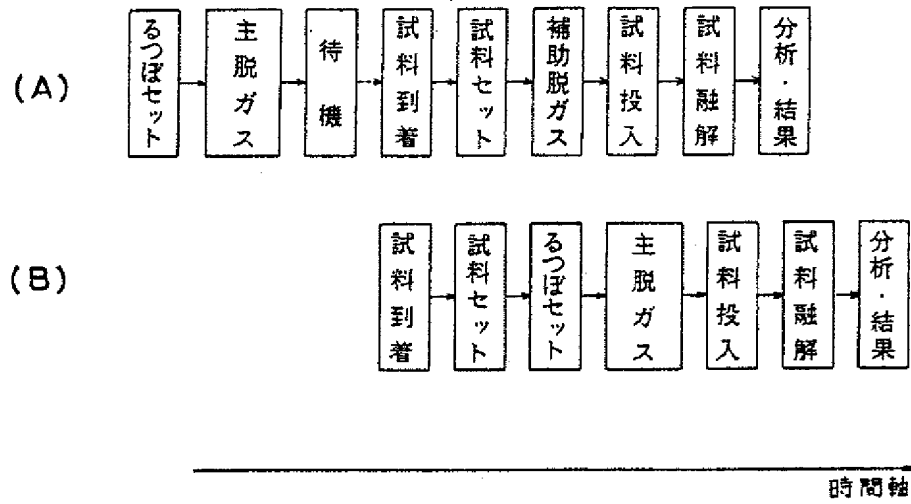 (A)
るつぼセット
主脱ガス
待機
試料到着
試料セット
補助脱ガス
試料投入
試料融解
分析・結果
(B)
試料到着
試料セット
るつぼセット
主脱ガス
試料投入
試料融解
分析・結果
時間軸